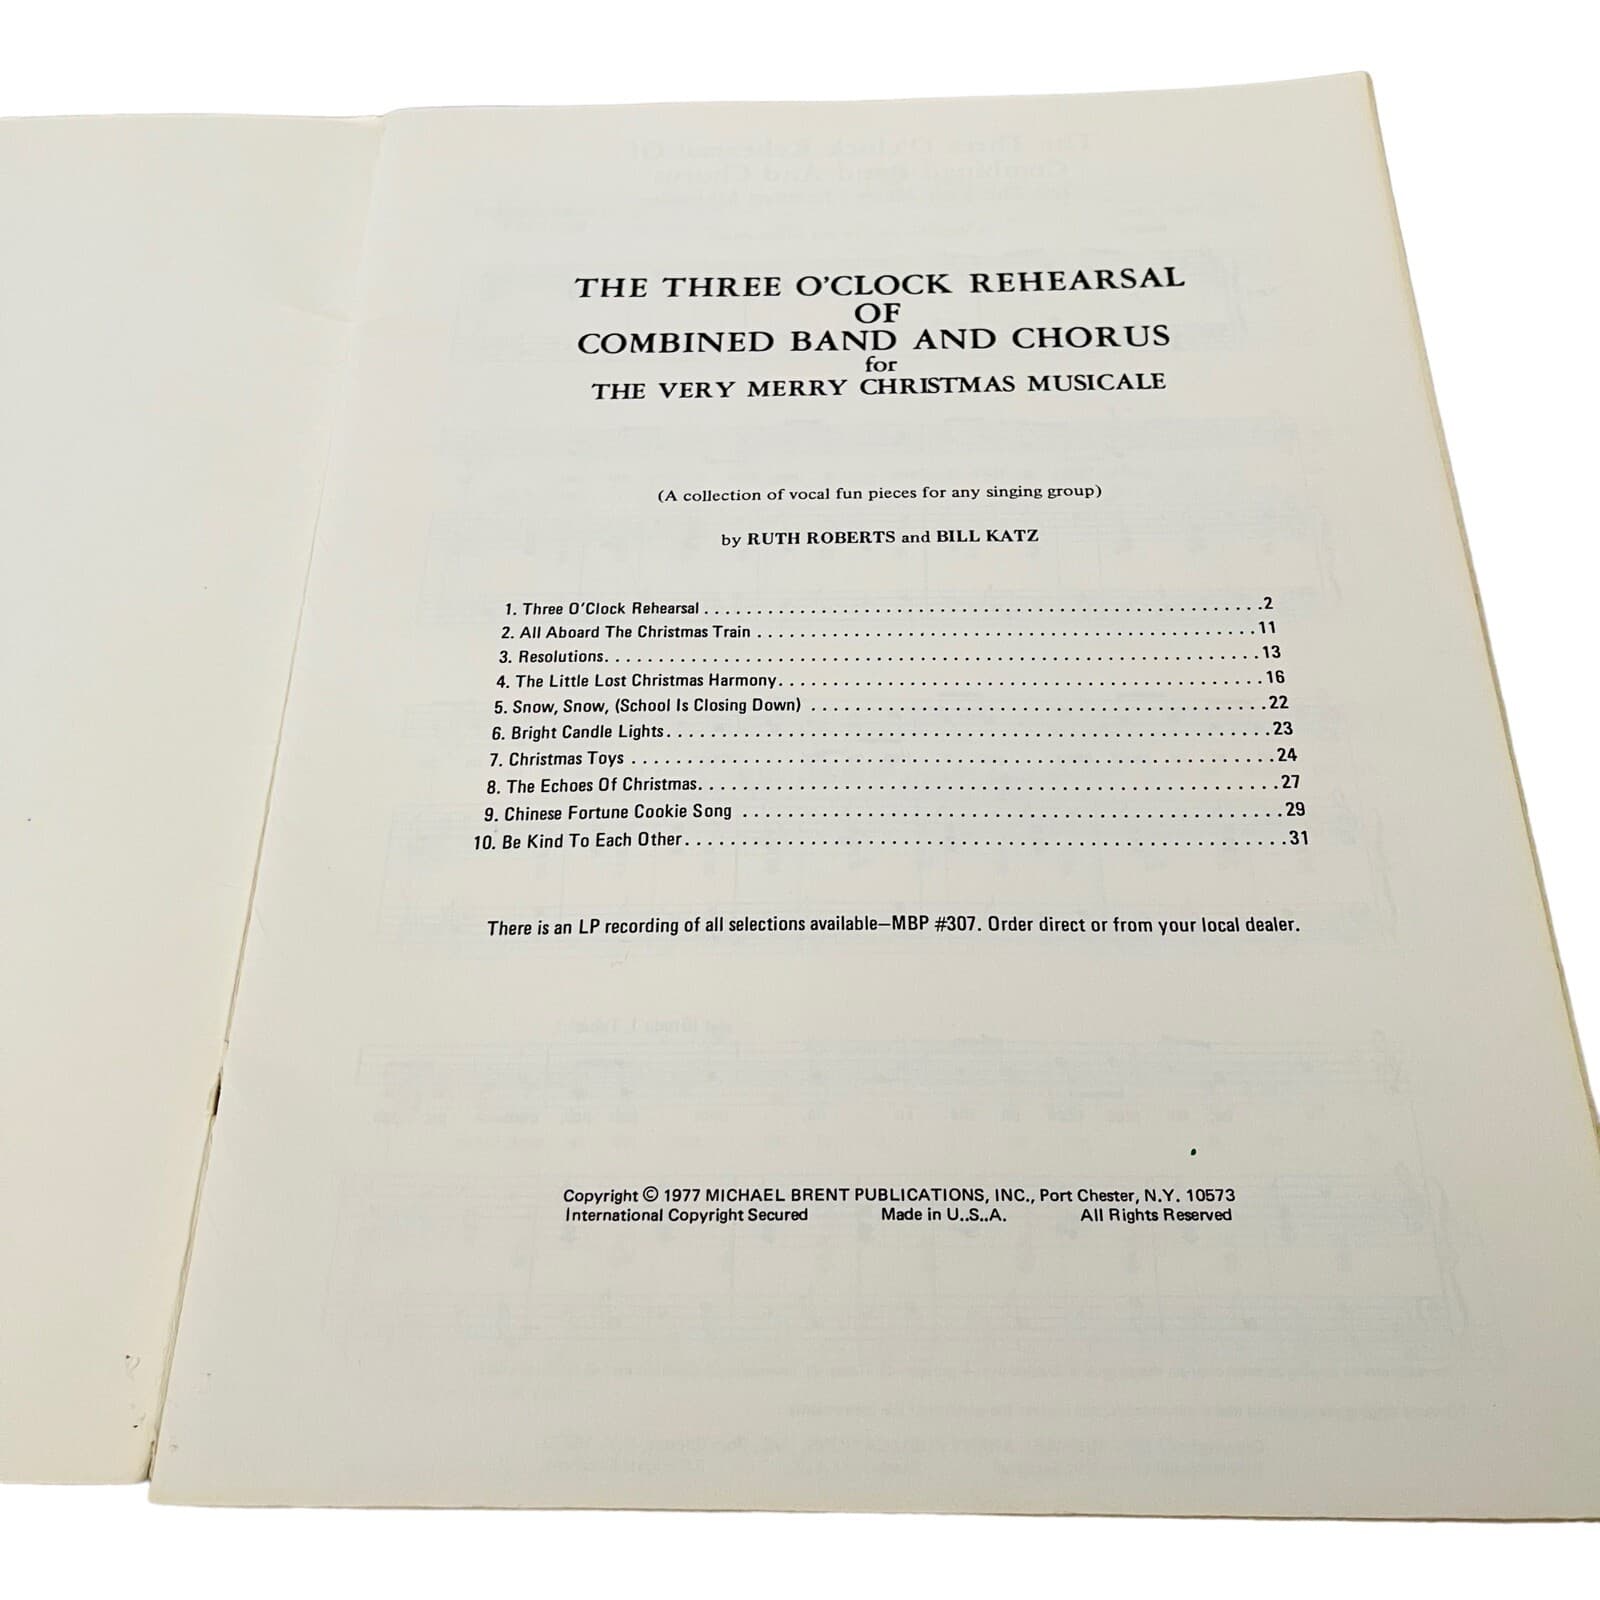 THE THREE O'CLOCK REHEARSAL
OF
COMBINED BAND AND CHORUS
for
THE VERY MERRY CHRISTMAS MUSICALE
(A collection of vocal fun pieces for any singing group)
by RUTH ROBERTS and BILL KATZ
1. Three O'Clock Rehearsal . . . . . . . . . . . . . . . . . . . . . . . . . . . . . . . . . . . . . . . . . . . . . . . . . . . . .2
2. All Aboard The Christmas Train . . . . . . . . . . . . . . . . . . . . . . . . . . . . . . . . . . . . . . . . . . . . . . .11
3. Resolutions. . . . . . . . . . . . . . . . . . . . . . . . . . . . . . . . . . . . . . . . . . . . . . . . . . . . . . . . . . . . . .13
4. The Little Lost Christmas Harmony. . . . . . . . . . . . . . . . . . . . . . . . . . . . . . . . . . . . . . . . . . . . . .16
5. Snow, Snow, (School Is Closing Down) . . . . . . . . . . . . . . . . . . . . . . . . . . . . . . . . . . . . . . . . . . .22
6. Bright Candle Lights. . . . . . . . . . . . . . . . . . . . . . . . . . . . . . . . . . . . . . . . . . . . . . . . . . . . . . . . .23
7. Christmas Toys . . . . . . . . . . . . . . . . . . . . . . . . . . . . . . . . . . . . . . . . . . . . . . . . . . . . . . . . . . . .24
8. The Echoes Of Christmas. . . . . . . . . . . . . . . . . . . . . . . . . . . . . . . . . . . . . . . . . . . . . . . . . . . . . .27
9. Chinese Fortune Cookie Song . . . . . . . . . . . . . . . . . . . . . . . . . . . . . . . . . . . . . . . . . . . . . . . . . .29
10. Be Kind To Each Other. . . . . . . . . . . . . . . . . . . . . . . . . . . . . . . . . . . . . . . . . . . . . . . . . . . . . . .31
There is an LP recording of all selections available—MBP #307. Order direct or from your local dealer.
Copyright © 1977 MICHAEL BRENT PUBLICATIONS, INC., Port Chester, N.Y. 10573
International Copyright Secured Made in U..S..A. All Rights Reserved